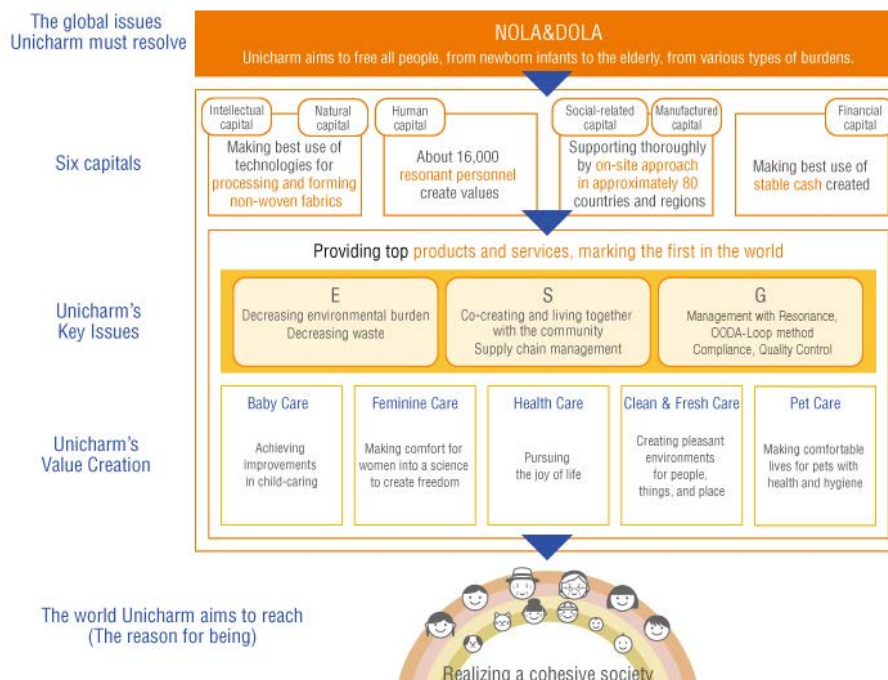 The global issues
Unicharm must resolve
NOLA&DOLA
Unicharm aims to free all people, from newborn infants to the elderly, from various types of burdens.
Six capitals
Intellectual
capital
Natural
capital
Making best use of
technologies for
processing and forming
non-woven fabrics
Human
capital
About 16,000
resonant personnel
create values
Social-related
capital
Manufactured
capital
Supporting thoroughly
by on-site approach
in approximately 80
countries and regions
Financial
capital
Making best use of
stable cash created
Providing top products and services, marking the first in the world
Unicharm's
Key Issues
E
Decreasing environmental burden
Decreasing waste
S
Co-creating and living together
with the community
Supply chain management
G
Management with Resonance,
OODA-Loop method
Compliance, Quality Control
Unicharm's
Value Creation
Baby Care
Achieving
improvements
in child-caring
Feminine Care
Making comfort for
women into a science
to create freedom
Health Care
Pursuing
the joy of life
Clean & Fresh Care
Creating pleasant
environments
for people,
things, and place
Pet Care
Making comfortable
lives for pets with
health and hygiene
The world Unicharm aims to reach
(The reason for being)
Realizing a cohesive society